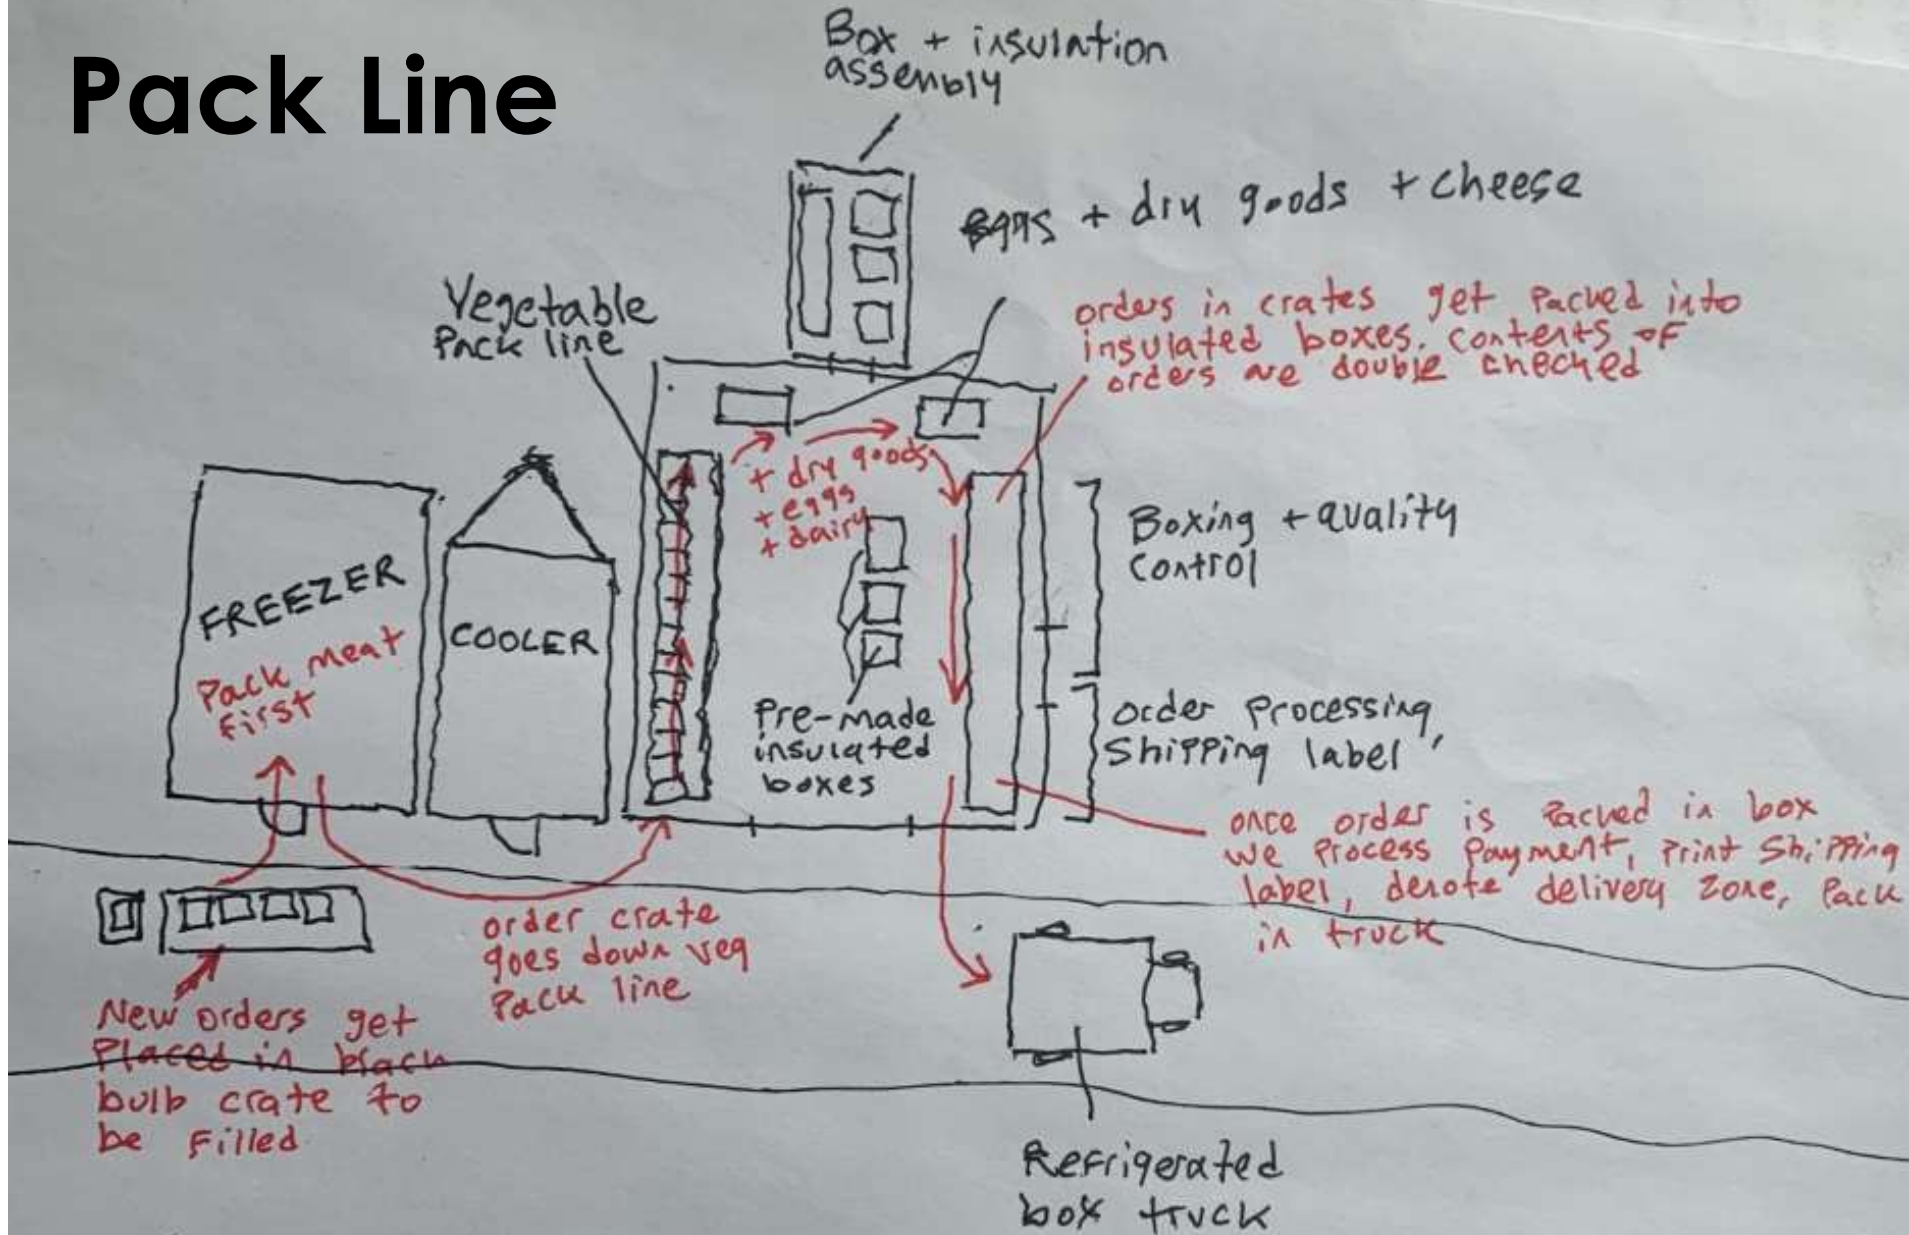 Pack Line
Box + insulation
assembly
eggs + dry goods + cheese
Vegetable
Pack line
orders in crates get packed into
insulated boxes. contents of
orders are double checked
+ dry goods
+ eggs
+ dairy
FREEZER
Pack meat
first
COOLER
Boxing + quality
control
Pre-made
insulated
boxes
order processing,
shipping label,
once order is packed in box
we process payment, print shipping
label, denote delivery zone, pack
in truck
order crate
goes down veg
pack line
New orders get
placed in black
bulb crate to
be filled
Refrigerated
box truck